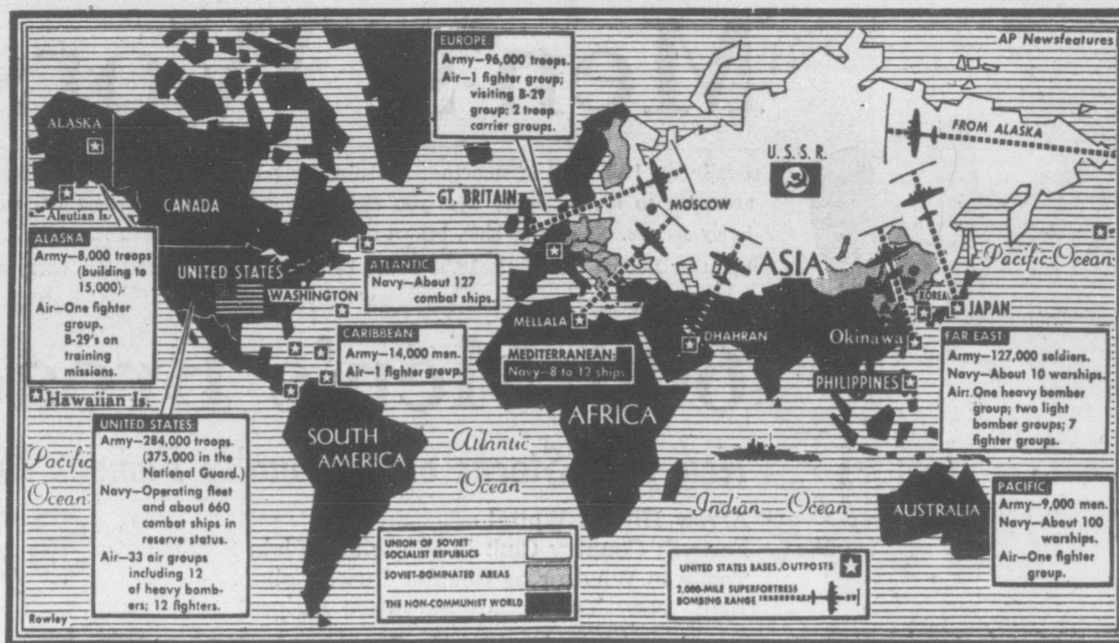 AP Newsfeatures
EUROPE:
Army—96,000 troops.
Air—1 fighter group;
visiting B-29
group; 2 troop
carrier groups.
FROM ALASKA
ALASKA
U. S. S. R.
GT. BRITAIN
MOSCOW
CANADA
Aleutian Is.
ALASKA
Army—8,000 troops
(building to
15,000).
Air—One fighter
group.
B-29's on
training
missions.
UNITED STATES
WASHINGTON
ATLANTIC
Navy—About 127
combat ships.
CARIBBEAN:
Army—14,000 men.
Air—1 fighter group.
ASIA
Pacific Ocean
KOREA
JAPAN
MELLALA
DHAHRAN
Okinawa
MEDITERRANEAN:
Navy—8 to 12 ships
PHILIPPINES
FAR EAST:
Army—127,000 soldiers.
Navy—About 10 warships.
Air:.One heavy bomber
group; two light
bomber groups; 7
fighter groups.
Hawaiian Is.
UNITED STATES:
Army—284,000 troops.
(375,000 in the
National Guard.)
Navy—Operating fleet
and about 660
combat ships in
reserve status.
Air—33 air groups
including 12
of heavy bomb-
ers; 12 fighters.
AFRICA
SOUTH
AMERICA
Atlantic
Ocean
Pacific
Ocean
Indian Ocean
AUSTRALIA
PACIFIC:
Army—9,000 men.
Navy—About 100
warships.
Air—One fighter
group.
UNION OF SOVIET
SOCIALIST REPUBLICS
SOVIET-DOMINATED AREAS
THE NON-COMMUNIST WORLD
UNITED STATES BASES, OUTPOSTS
2,000-MILE SUPERFORTRESS
BOMBING RANGE
Rowley